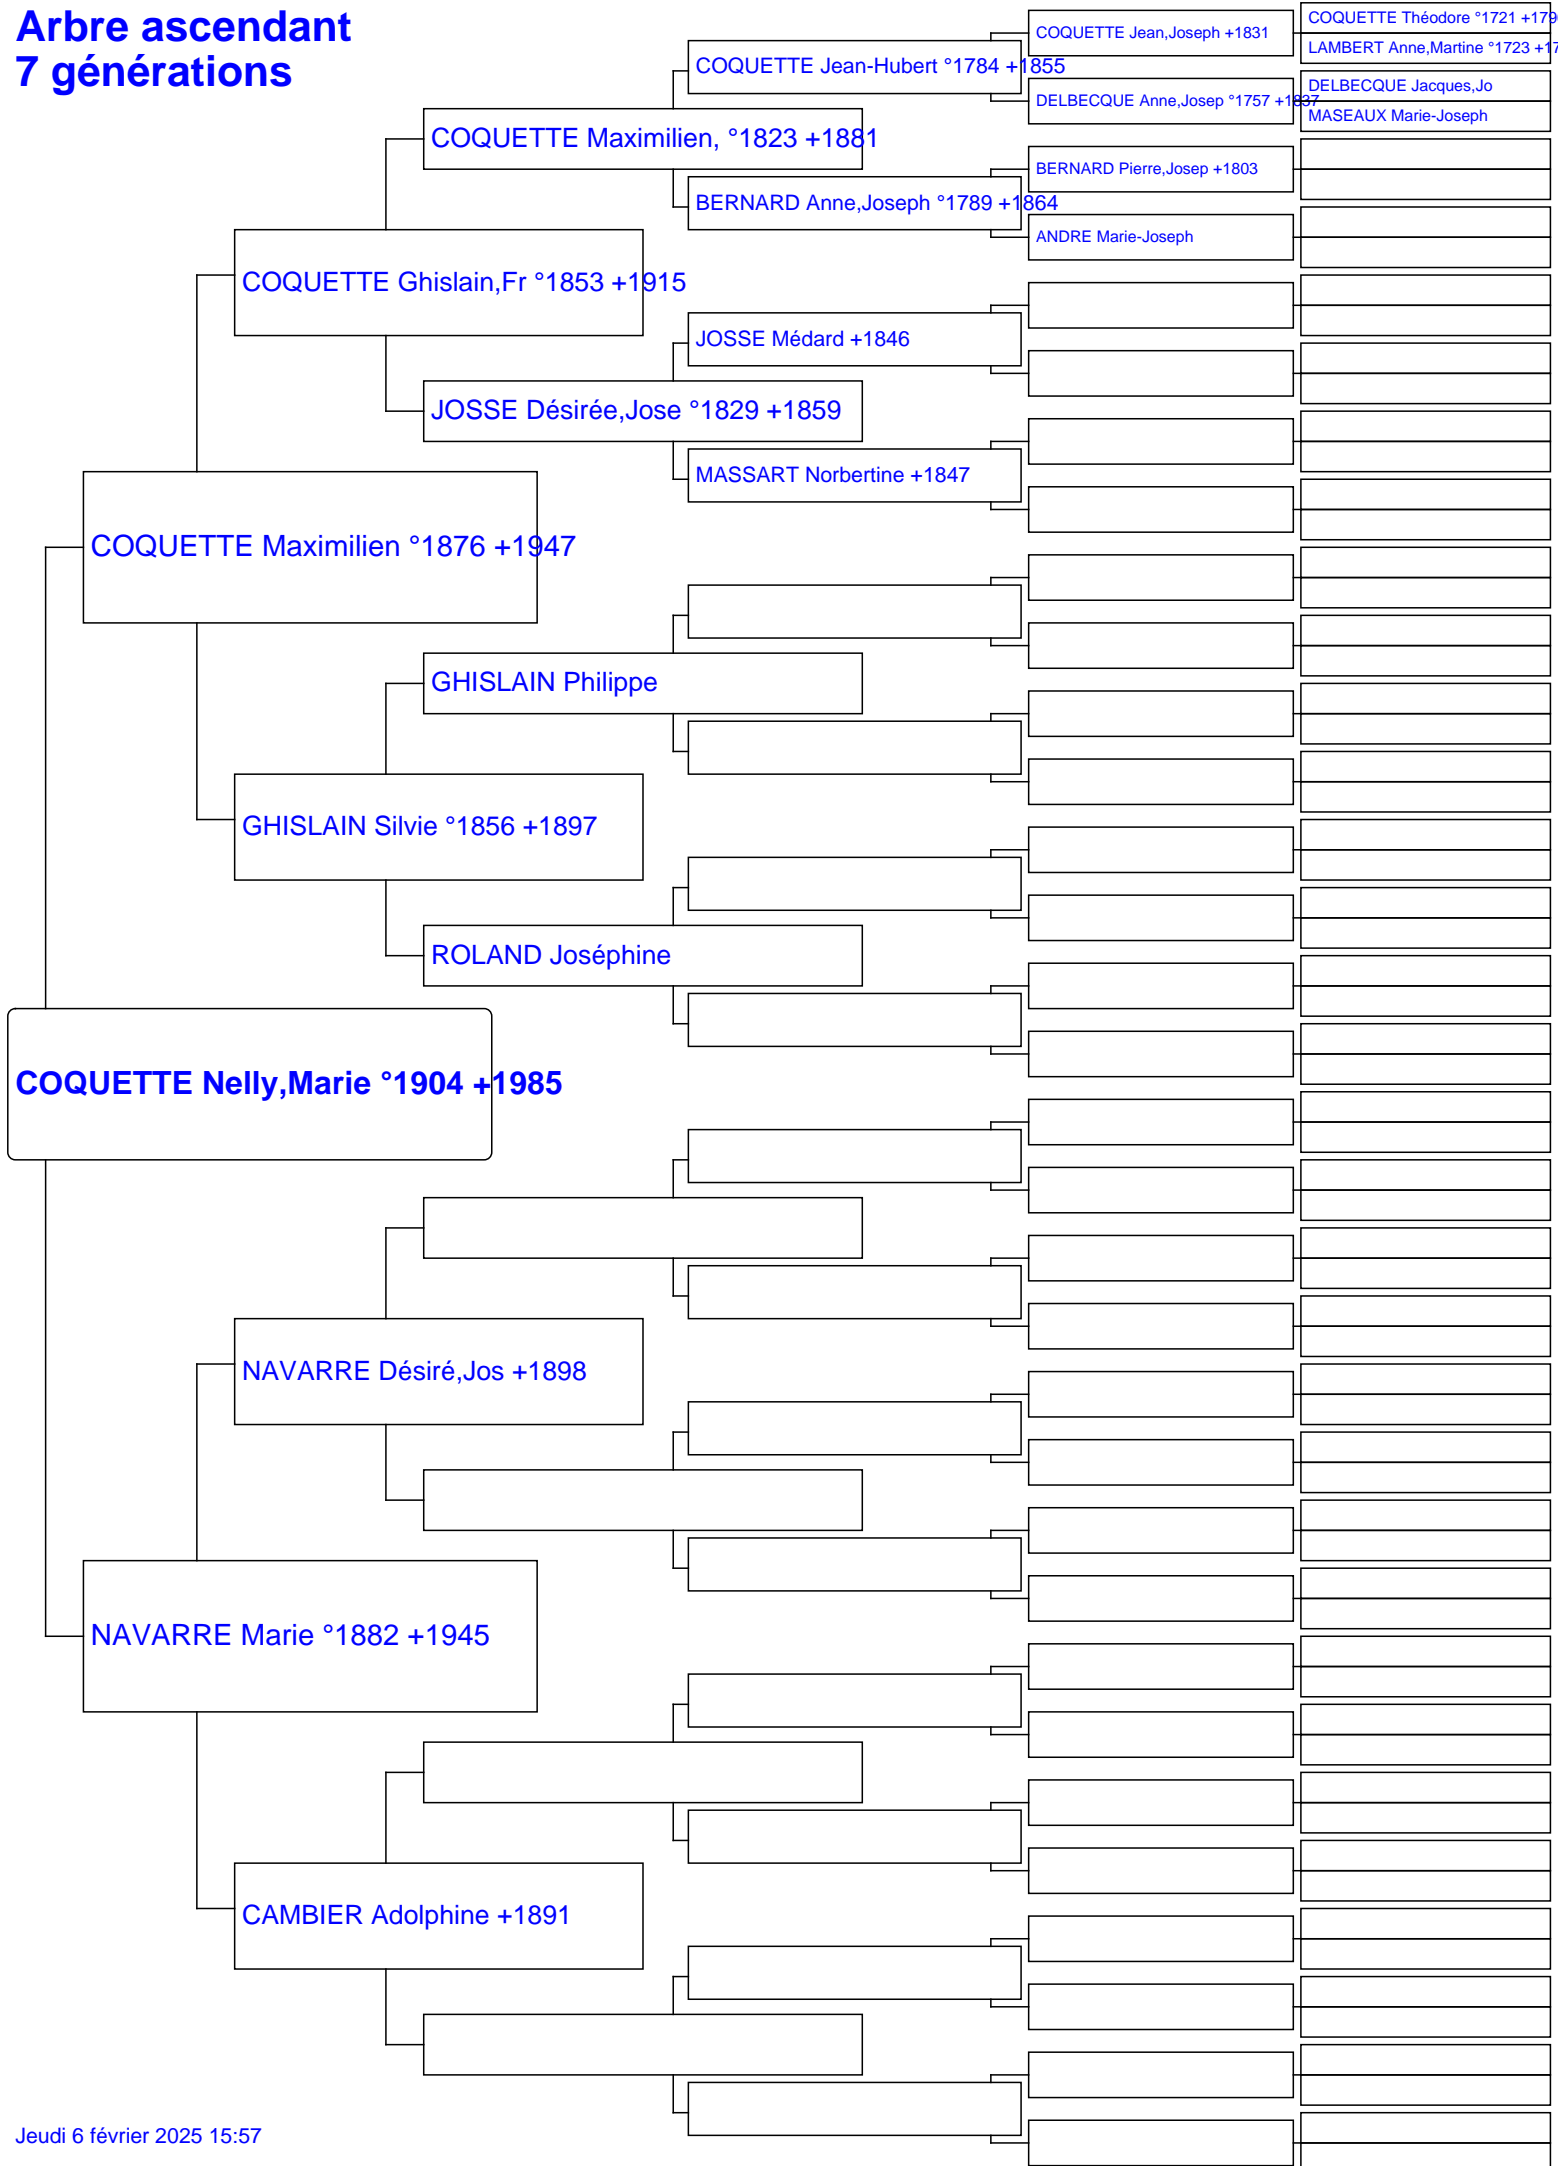 Arbre ascendant
7 générations
COQUETTE Théodore °1721
LAMBERT Anne,Martine °1723
COQUETTE Jean,Joseph +1831
COQUETTE Jean-Hubert °1784 +1855
DELBECQUE Jacques,Jo
DELBECQUE Anne,Josep °1757 +1837
MASEAUX Marie-Joseph
COQUETTE Maximilien, °1823 +1881
BERNARD Pierre,Josep +1803
BERNARD Anne,Joseph °1789 +1864
ANDRE Marie-Joseph
COQUETTE Ghislain,Fr °1853 +1915
JOSSE Médard +1846
JOSSE Désirée,Jose °1829 +1859
MASSART Norbertine +1847
COQUETTE Maximilien °1876 +1947
GHISLAIN Philippe
GHISLAIN Silvie °1856 +1897
ROLAND Joséphine
COQUETTE Nelly,Marie °1904 +1985
NAVARRE Désiré,Jos +1898
NAVARRE Marie °1882 +1945
CAMBIER Adolphine +1891
Jeudi 6 février 2025 15:57